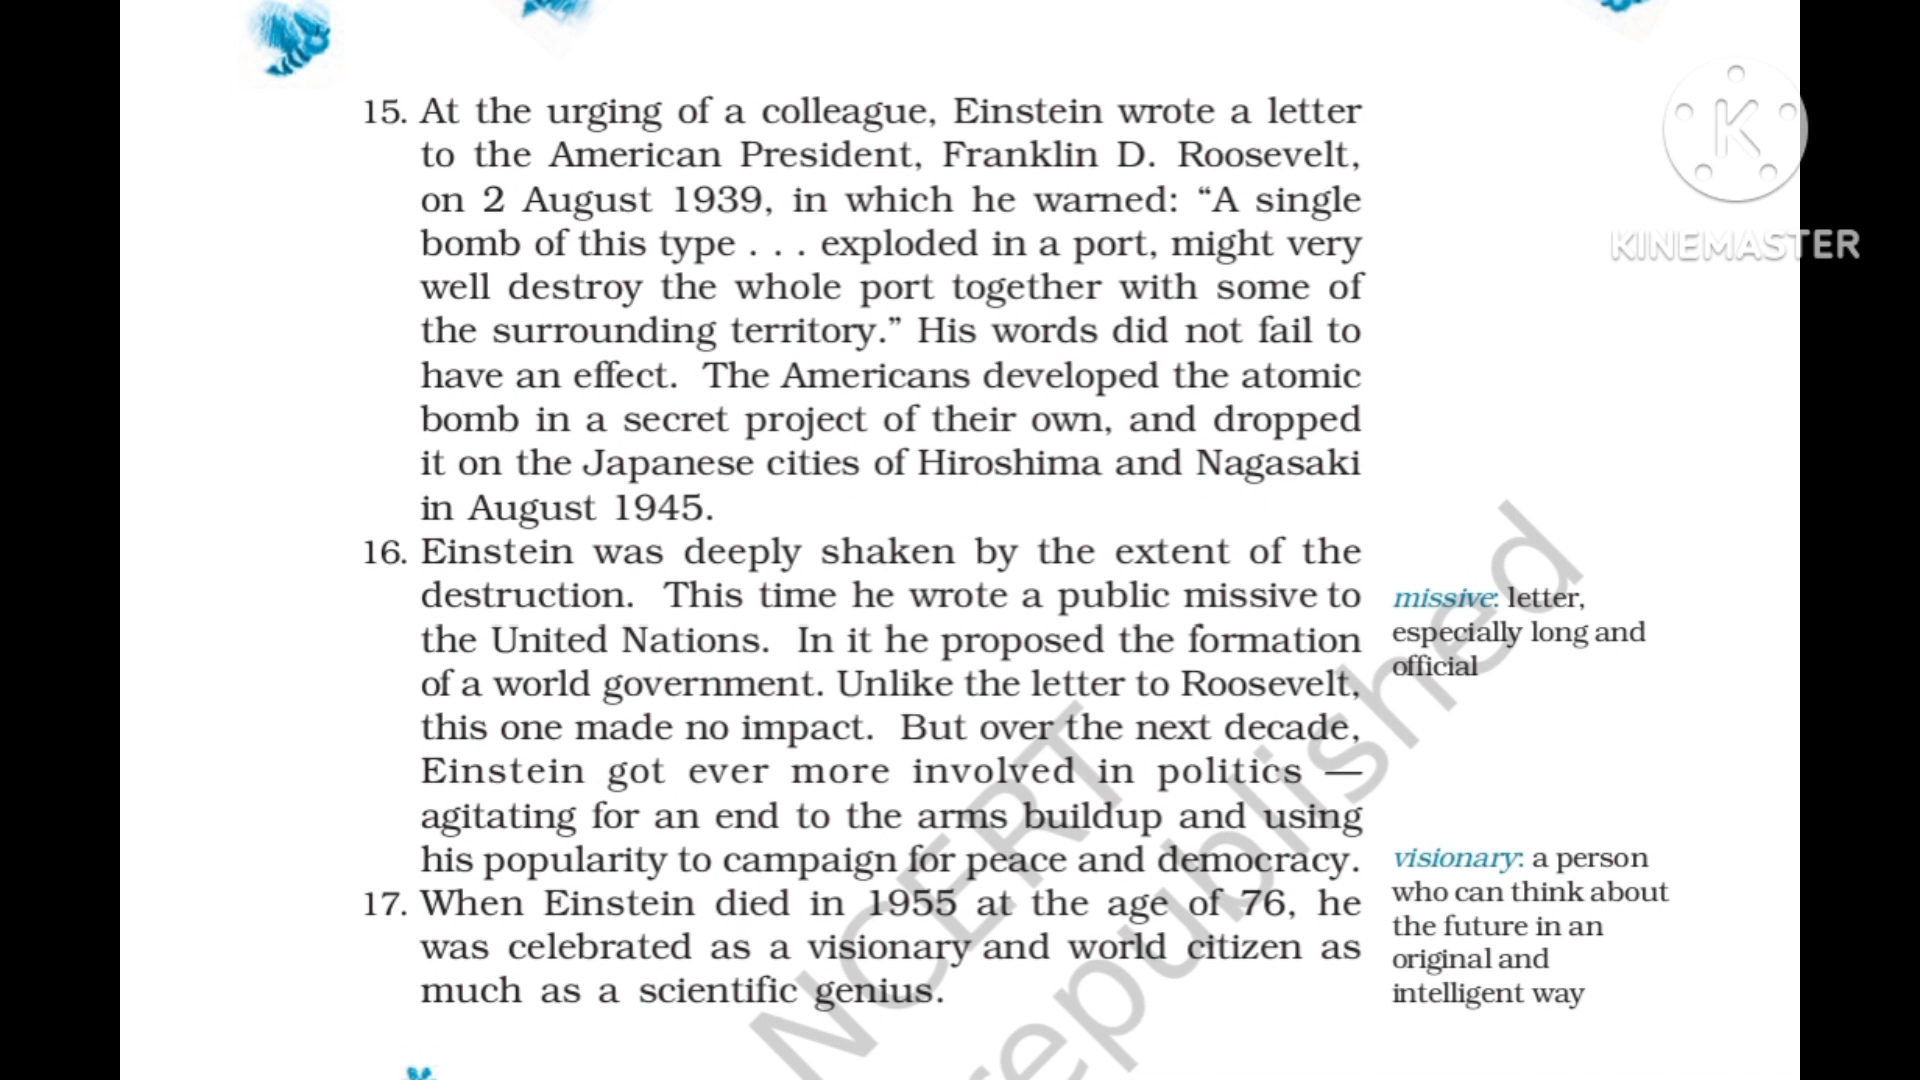 15. At the urging of a colleague, Einstein wrote a letter
to the American President, Franklin D. Roosevelt,
on 2 August 1939, in which he warned: “A single
bomb of this type . . . exploded in a port, might very
well destroy the whole port together with some of
the surrounding territory.” His words did not fail to
have an effect. The Americans developed the atomic
bomb in a secret project of their own, and dropped
it on the Japanese cities of Hiroshima and Nagasaki
in August 1945.
16. Einstein was deeply shaken by the extent of the
destruction. This time he wrote a public missive to
the United Nations. In it he proposed the formation
of a world government. Unlike the letter to Roosevelt,
this one made no impact. But over the next decade,
Einstein got ever more involved in politics —
agitating for an end to the arms buildup and using
his popularity to campaign for peace and democracy.
17. When Einstein died in 1955 at the age of 76, he
was celebrated as a visionary and world citizen as
much as a scientific genius.
missive: letter,
especially long and
official
visionary: a person
who can think about
the future in an
original and
intelligent way
K
KINEMASTER
NCERT
republished